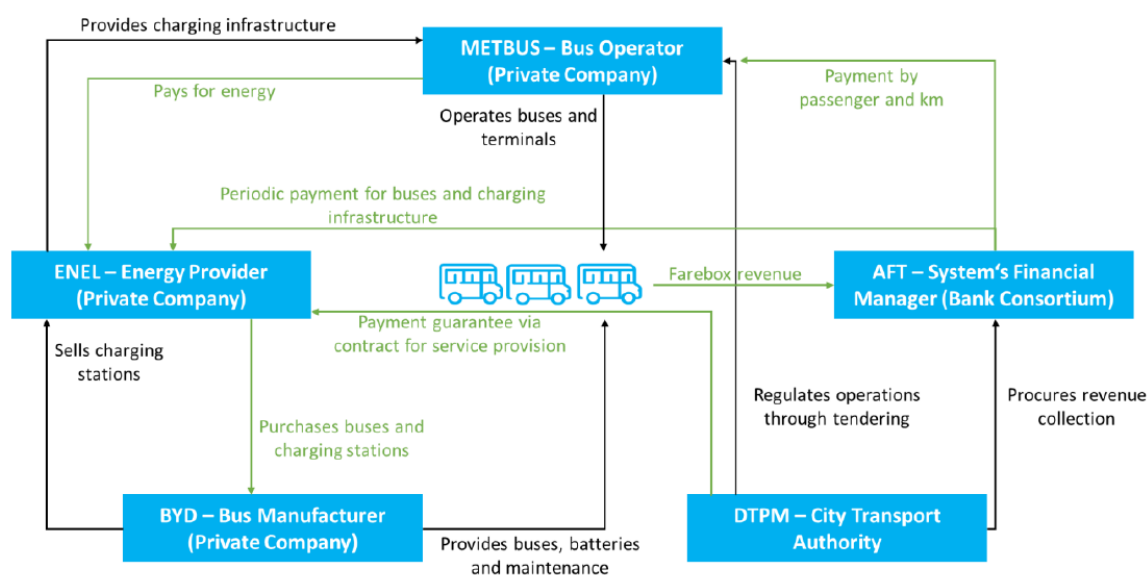 Provides charging infrastructure
METBUS – Bus Operator
(Private Company)
Pays for energy
Payment by
passenger and km
Operates buses and
terminals
Periodic payment for buses and charging
infrastructure
ENEL – Energy Provider
(Private Company)
Farebox revenue
AFT – System‘s Financial
Manager (Bank Consortium)
Payment guarantee via
contract for service provision
Sells charging
stations
Regulates operations
through tendering
Procures revenue
collection
Purchases buses and
charging stations
BYD – Bus Manufacturer
(Private Company)
Provides buses, batteries
and maintenance
DTPM – City Transport
Authority